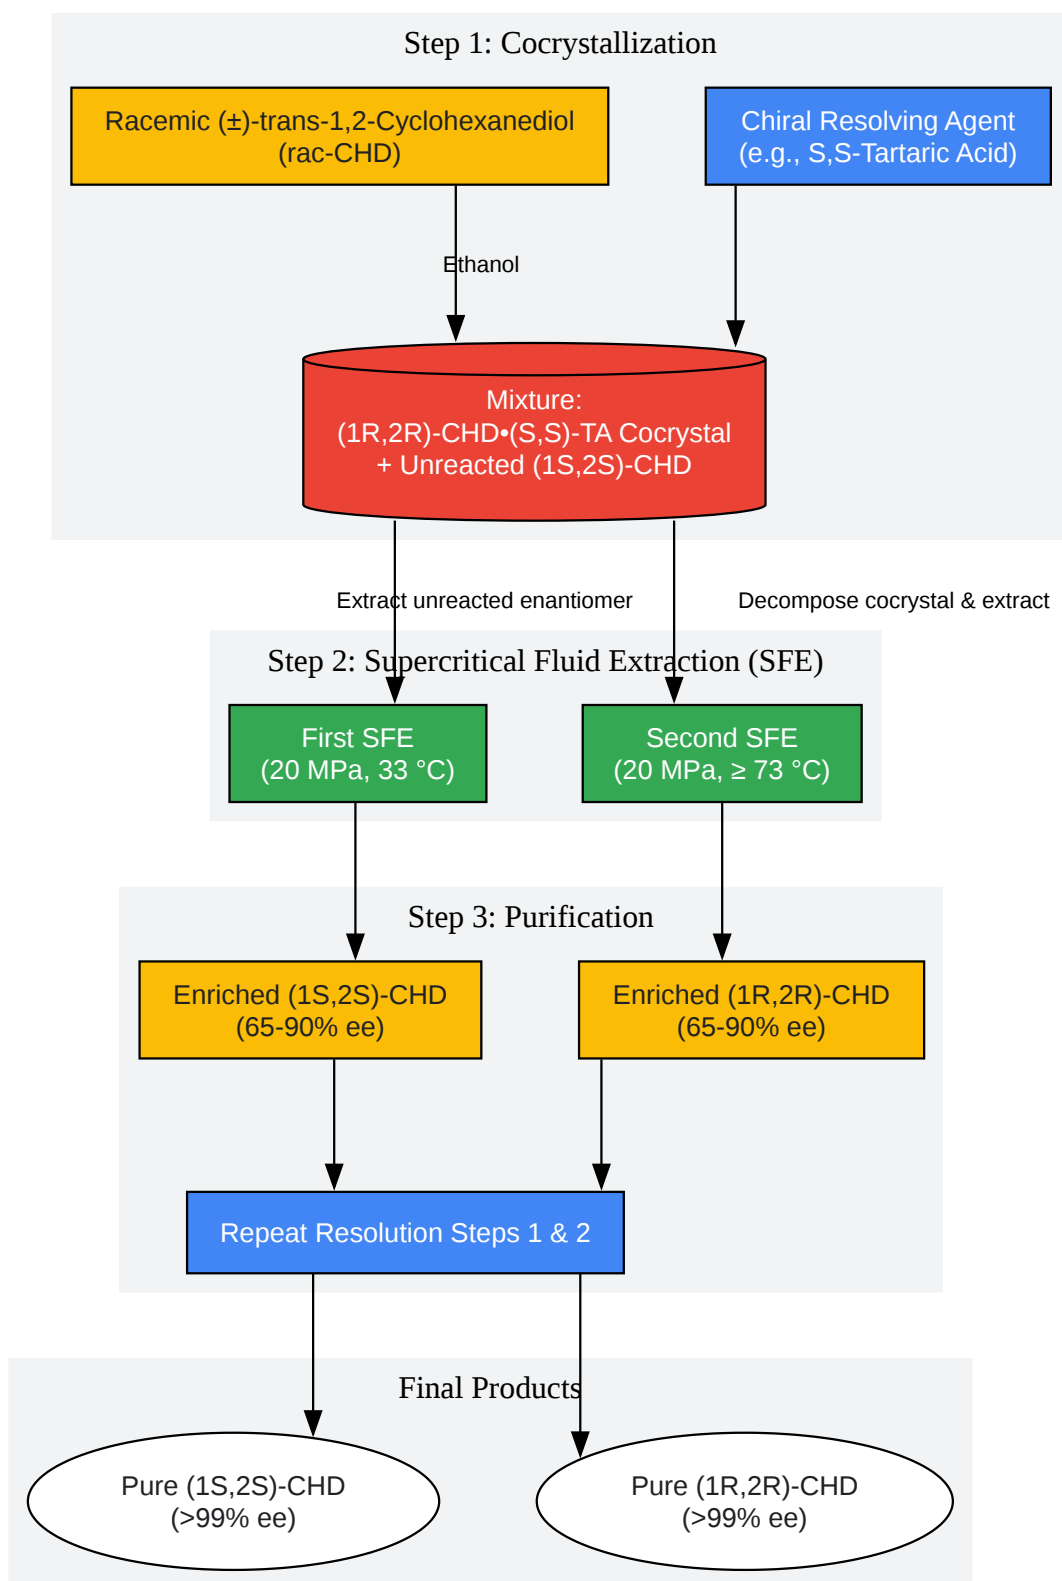 Step 1: Cocrystallization
Racemic (±)-trans-1,2-Cyclohexanediol
(rac-CHD)
Chiral Resolving Agent
(e.g., S,S-Tartaric Acid)
Ethanol
Mixture:
(1R,2R)-CHD•(S,S)-TA Cocrystal
+ Unreacted (1S,2S)-CHD
Extract unreacted enantiomer
Decompose cocrystal & extract
Step 2: Supercritical Fluid Extraction (SFE)
First SFE
(20 MPa, 33 °C)
Second SFE
(20 MPa, ≥ 73 °C)
Step 3: Purification
Enriched (1S,2S)-CHD
(65-90% ee)
Enriched (1R,2R)-CHD
(65-90% ee)
Repeat Resolution Steps 1 & 2
Final Products
Pure (1S,2S)-CHD
(>99% ee)
Pure (1R,2R)-CHD
(>99% ee)